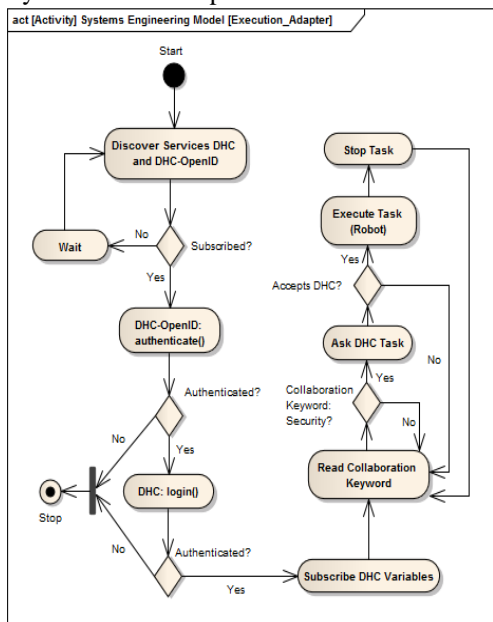 act [Activity] Systems Engineering Model [Execution_Adapter]
Start
Discover Services DHC
and DHC-OpenID
Wait
No
Subscribed?
Yes
DHC-OpenID:
authenticate()
Authenticated?
No
Yes
DHC: login()
Stop
No
Authenticated?
Yes
Subscribe DHC Variables
Read Collaboration
Keyword
Collaboration
Keyword:
Security?
Yes
No
Ask DHC Task
Accepts DHC?
Yes
No
Execute Task
(Robot)
Stop Task